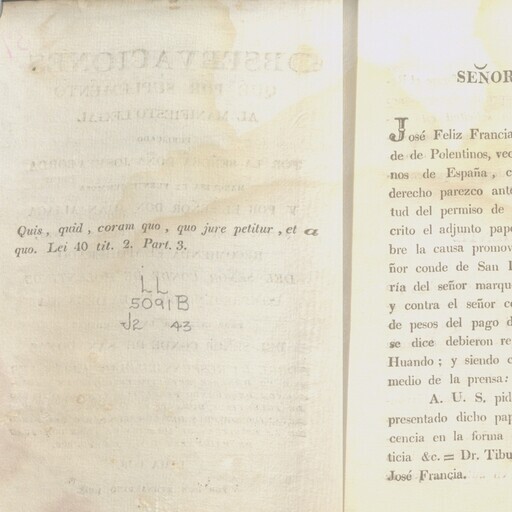 Quis, quid, coram quo, quo jure petitur, et a
quo. Lei 40 tit. 2. Part. 3.
LL
5091B
J2 43
SEÑOR
José Feliz Francia
de de Polentinos, vec
nos de España, c
derecho parezco ante
tud del permiso de
crito el adjunto pape
bre la causa promov
ñor conde de San I
ría del señor marqu
y contra el señor co
de pesos del pago d
se dice debieron re
Huando; y siendo c
medio de la prensa:
A. U. S. pid
presentado dicho pap
cencia en la forma
ticia &c.= Dr. Tibu
José Francia.